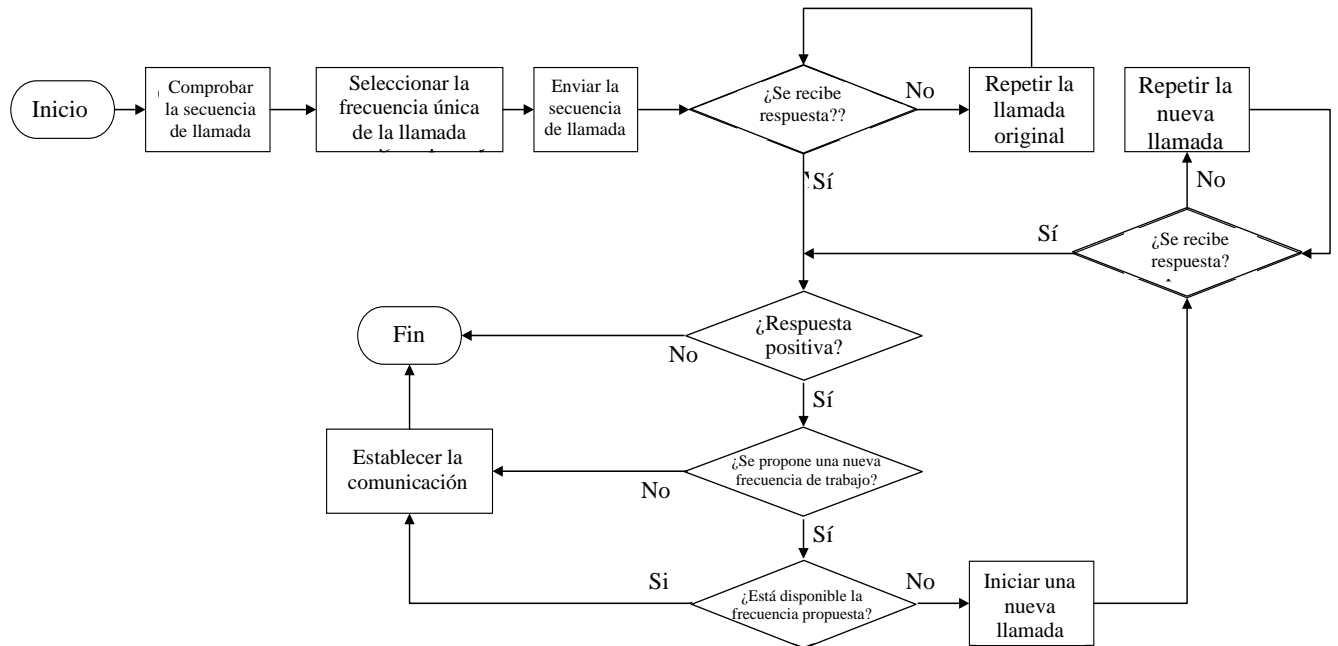 Inicio
Comprobar
la secuencia
de llamada
Seleccionar la
frecuencia única
de la llamada
Enviar la
secuencia
de llamada
¿Se recibe
respuesta??
No
Repetir la
llamada
original
Repetir la
nueva
llamada
Sí
No
Sí
¿Se recibe
respuesta?
Fin
¿Respuesta
positiva?
No
Sí
Establecer la
comunicación
¿Se propone una nueva
frecuencia de trabajo?
No
Sí
Si
¿Está disponible la
frecuencia propuesta?
No
Iniciar una
nueva
llamada